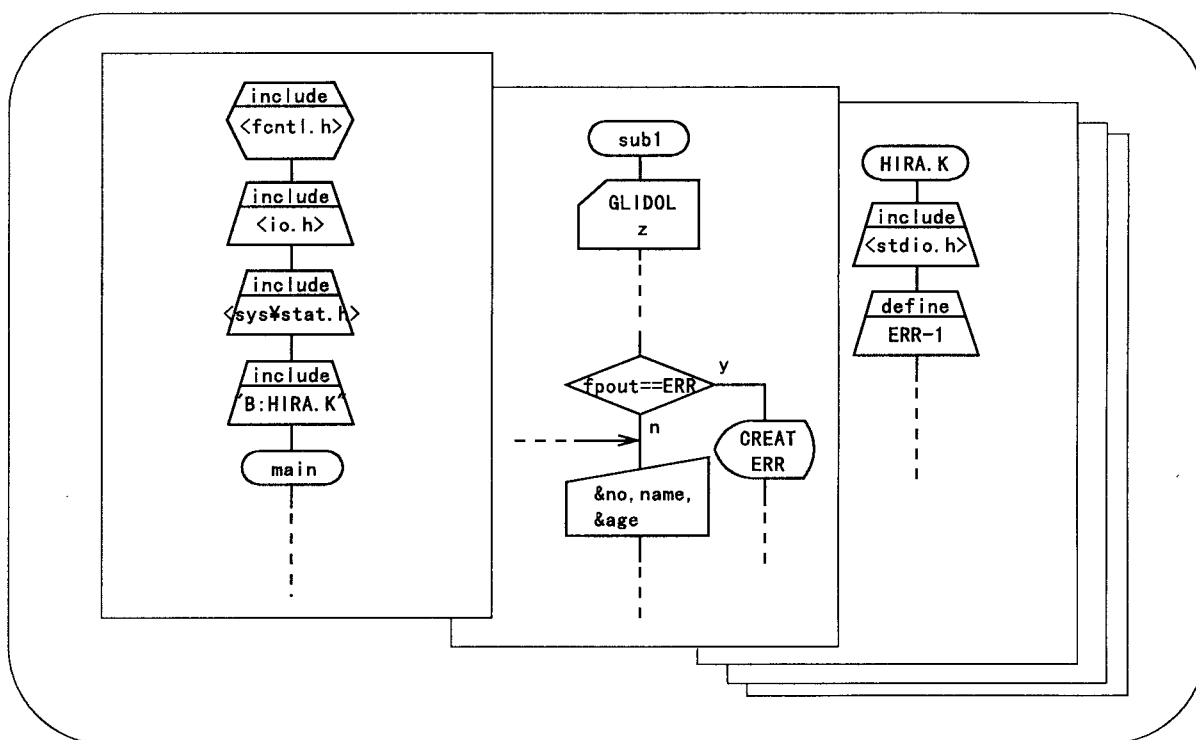 include
<fcntl.h>
include
<io.h>
include
<sys¥stat.h>
include
"B:HIRA.K"
main
sub1
GLIDOL
z
fpout==ERR
y
n
CREAT
ERR
&no,name,
&age
HIRA.K
include
<stdio.h>
define
ERR-1